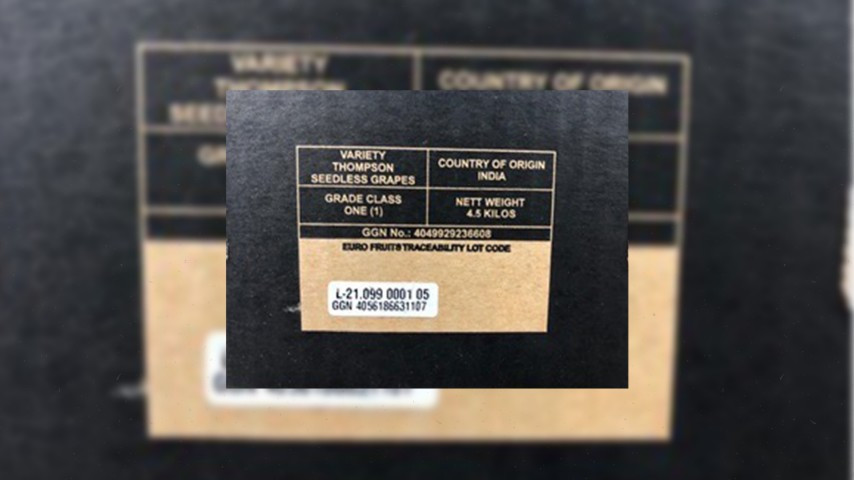 VARIETY
THOMPSON
SEEDLESS GRAPES
COUNTRY OF ORIGIN
INDIA
GRADE CLASS
ONE (1)
NETT WEIGHT
4.5 KILOS
GGN No.: 4049929236608
EURO FRUITS TRACEABILITY LOT CODE
L-21.099 0001 05
GGN 4056186631107